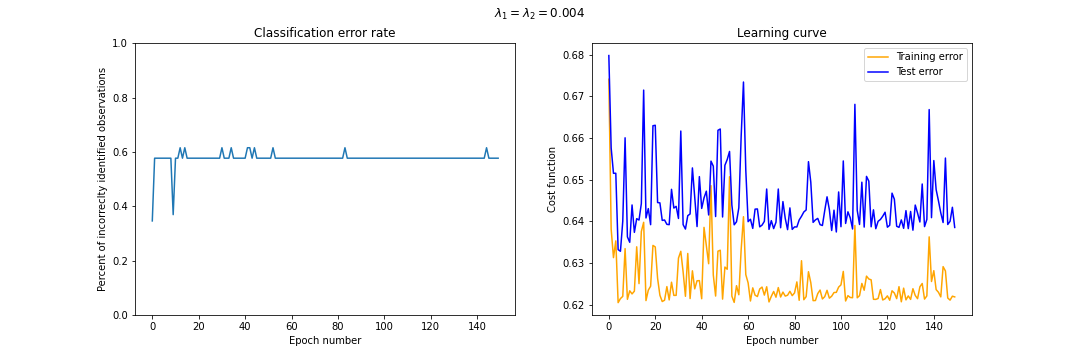 λ₁ = λ₂ = 0.004
Classification error rate
Percent of incorreclty identified observations
1.0
0.8
0.6
0.4
0.2
0.0
0 20 40 60 80 100 120 140
Epoch number
Learning curve
Cost function
0.68
0.67
0.66
0.65
0.64
0.63
0.62
Training error
Test error
0 20 40 60 80 100 120 140
Epoch number